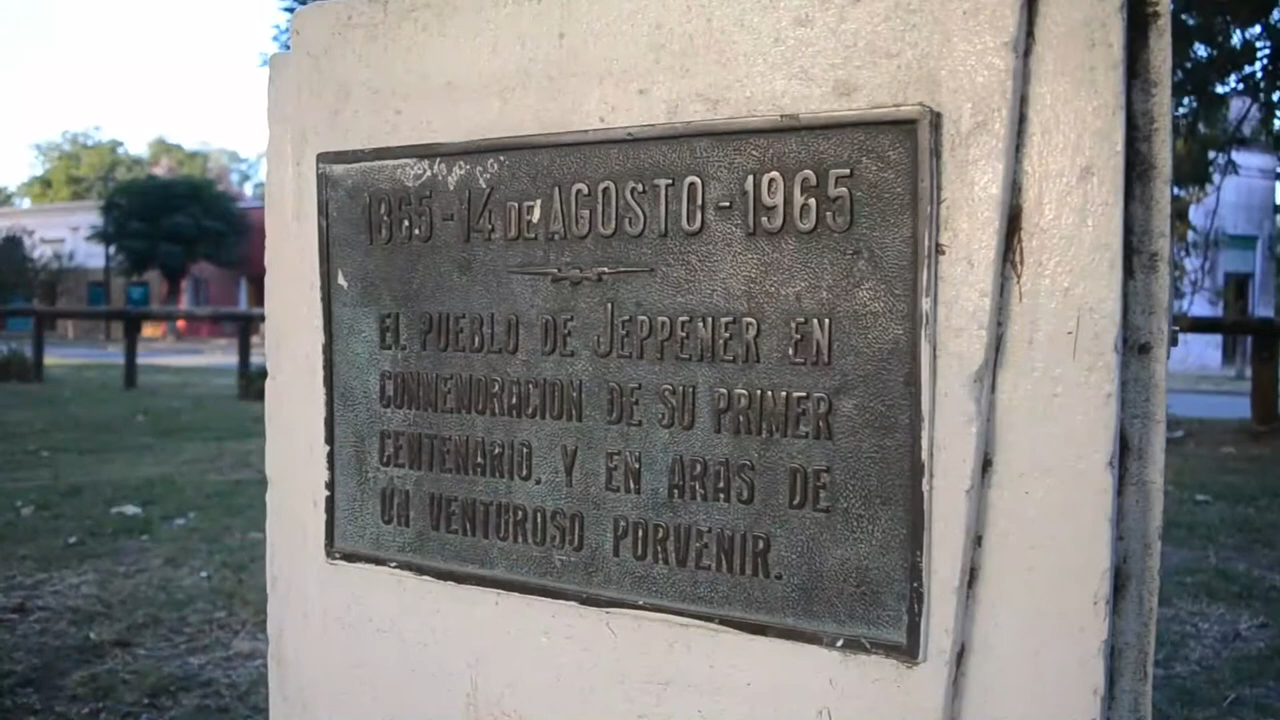 1865 - 14 DE AGOSTO - 1965
EL PUEBLO DE JEPPENER EN
CONMEMORACION DE SU PRIMER
CENTENARIO. Y EN ARAS DE
UN VENTUROSO PORVENIR.